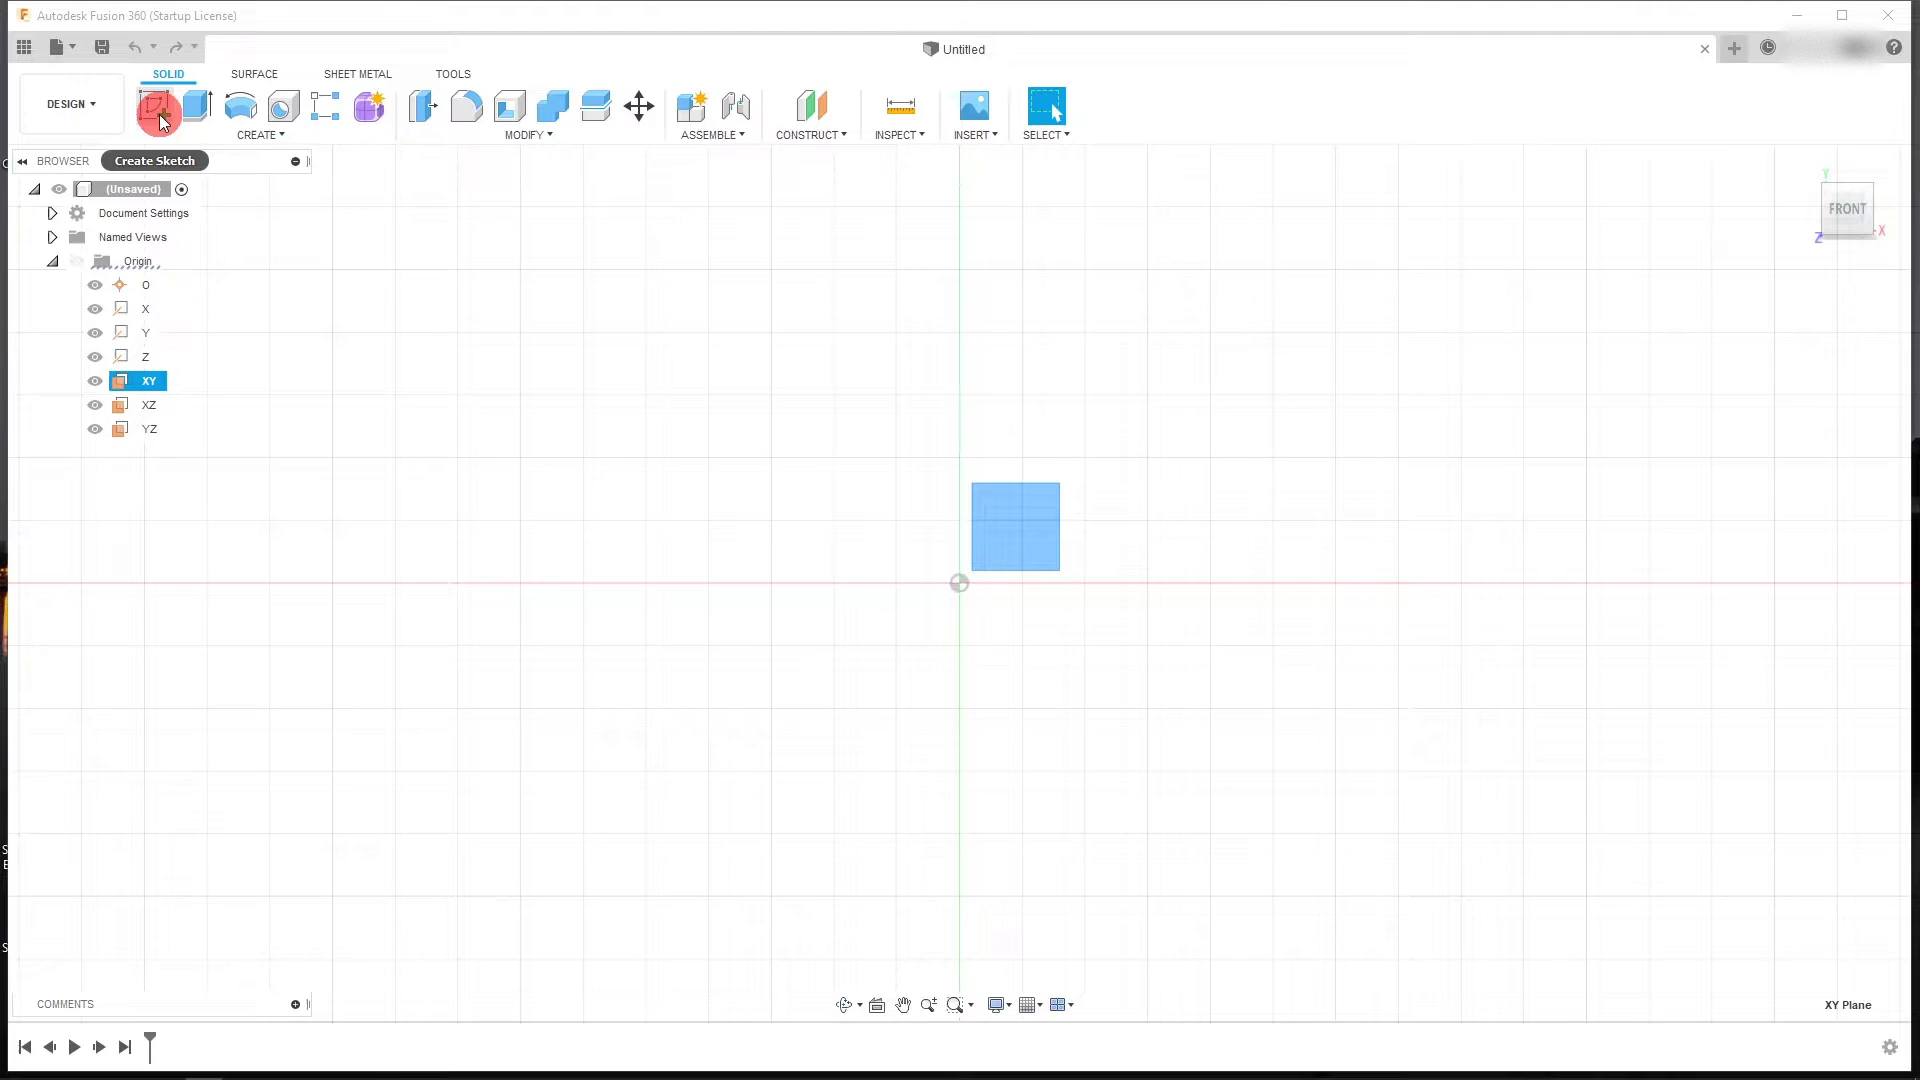 Autodesk Fusion 360 (Startup License)
Untitled
SOLID SURFACE SHEET METAL TOOLS
DESIGN
CREATE MODIFY ASSEMBLE CONSTRUCT INSPECT INSERT SELECT
BROWSER Create Sketch
(Unsaved)
Document Settings
Named Views
Origin
O
X
Y
Z
XY
XZ
YZ
Y
FRONT
X
Z
COMMENTS
XY Plane